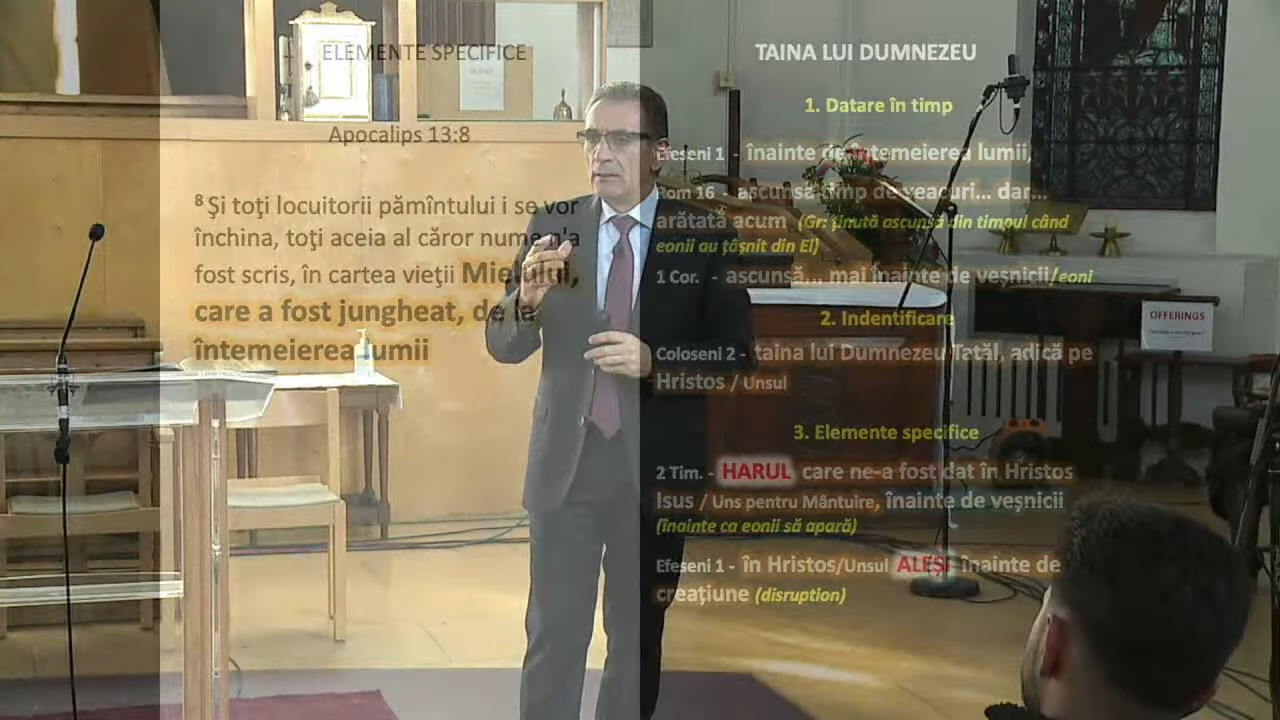 ELEMENTE SPECIFICE
Apocalips 13:8
8 Şi toţi locuitorii pămîntului i se vor
închina, toţi aceia al căror nume n'a
fost scris, în cartea vieţii Mielului,
care a fost jungheat, de la
întemeierea lumii
TAINA LUI DUMNEZEU
1. Datare în timp
Efeseni 1 - înainte de întemeierea lumii,
Rom 16 - ascunsă timp de veacuri... dar...
arătată acum (Gr: ţinută ascunsă din timpul când
eonii au ţâşnit din El)
1 Cor. - ascunsă... mai înainte de veşnicii/eoni
2. Indentificare
Coloseni 2 - taina lui Dumnezeu Tatăl, adică pe
Hristos / Unsul
3. Elemente specifice
2 Tim. - HARUL care ne-a fost dat în Hristos
Isus / Uns pentru Mântuire, înainte de veşnicii
(înainte ca eonii să apară)
Efeseni 1 - în Hristos/Unsul ALEŞI înainte de
creaţiune (disruption)
OFFERINGS